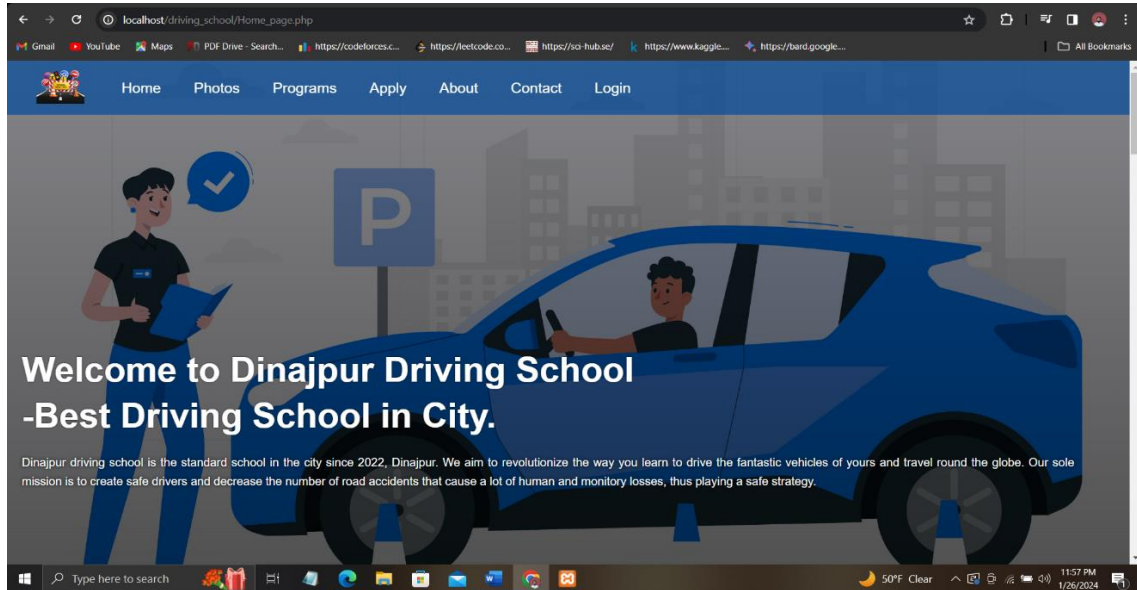 localhost/driving_school/Home_page.php
Gmail YouTube Maps PDF Drive - Search... https://codeforces.c... https://leetcode.co... https://sci-hub.se/ https://www.kaggle.... https://bard.google.... All Bookmarks
Home Photos Programs Apply About Contact Login
P
Welcome to Dinajpur Driving School
-Best Driving School in City.
Dinajpur driving school is the standard school in the city since 2022, Dinajpur. We aim to revolutionize the way you learn to drive the fantastic vehicles of yours and travel round the globe. Our sole
mission is to create safe drivers and decrease the number of road accidents that cause a lot of human and monitory losses, thus playing a safe strategy.
Type here to search 50°F Clear 11:57 PM
1/26/2024